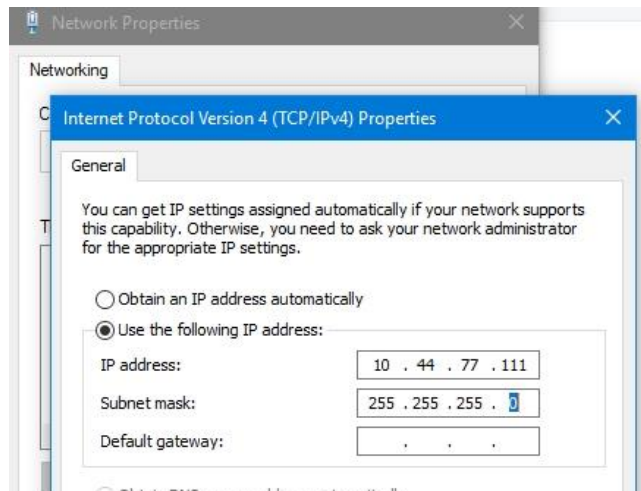 Network Properties
Networking
C
Internet Protocol Version 4 (TCP/IPv4) Properties
General
You can get IP settings assigned automatically if your network supports
this capability. Otherwise, you need to ask your network administrator
for the appropriate IP settings.
T
Obtain an IP address automatically
Use the following IP address:
IP address: 10 . 44 . 77 . 111
Subnet mask: 255 . 255 . 255 . 0
Default gateway: . . .